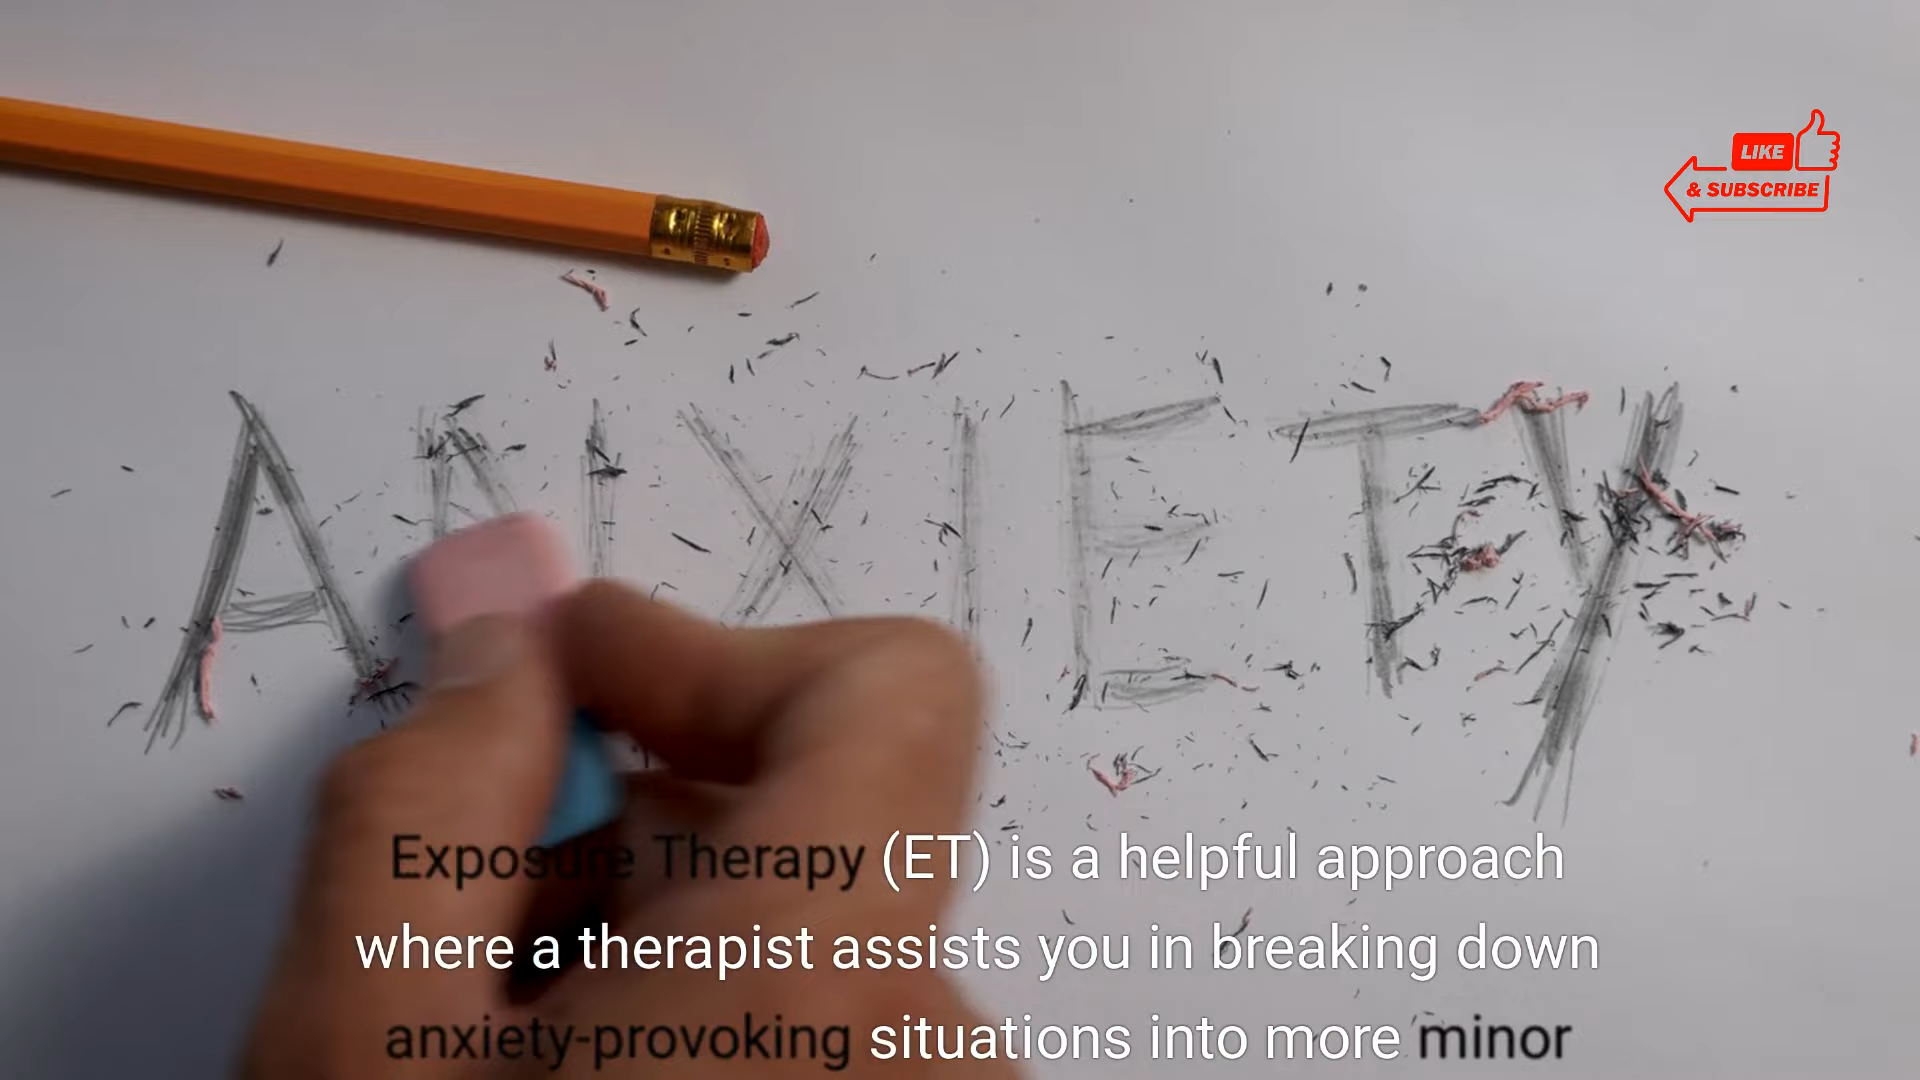 LIKE
& SUBSCRIBE
ANXIETY
Exposure Therapy (ET) is a helpful approach
where a therapist assists you in breaking down
anxiety-provoking situations into more minor